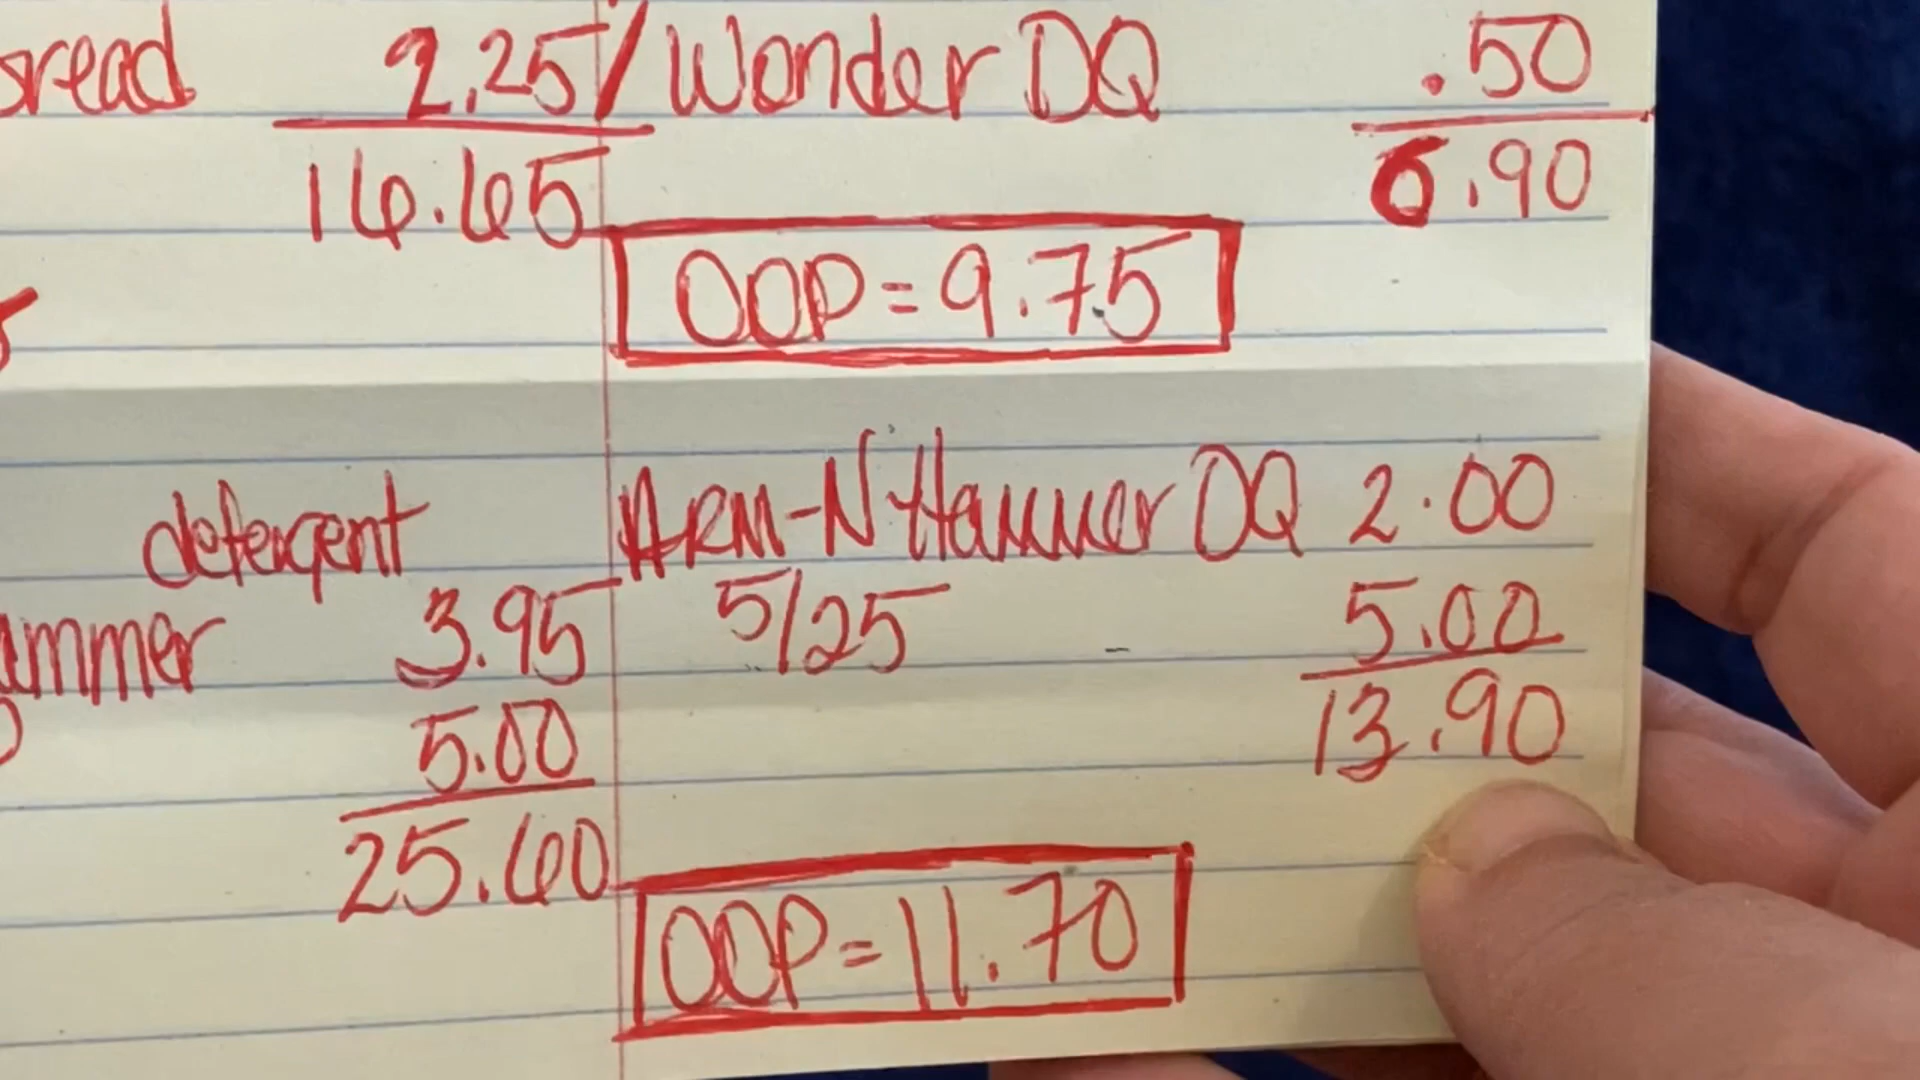 bread 2.25/ Wonder DQ .50
16.65 6.90
OOP = 9.75
detergent ARM-N-Hammer DQ 2.00
ammer 3.95 5/25 5.00
5.00 13.90
25.60
OOP = 11.70